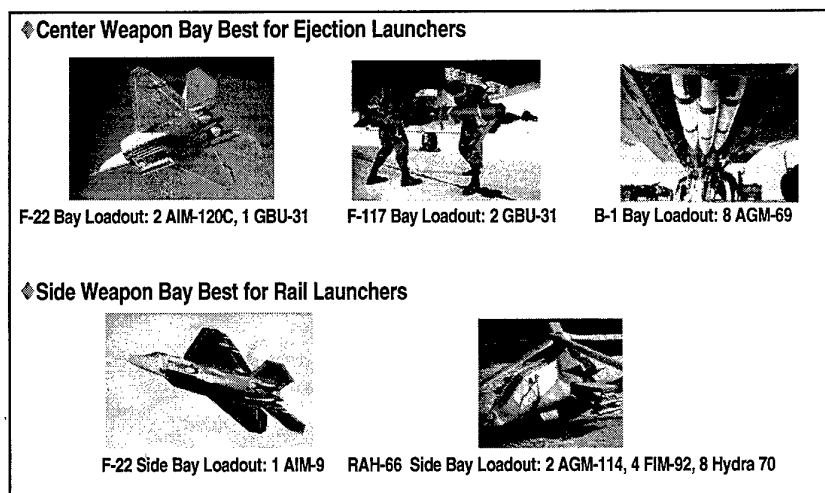 Center Weapon Bay Best for Ejection Launchers
F-22 Bay Loadout: 2 AIM-120C, 1 GBU-31
F-117 Bay Loadout: 2 GBU-31
B-1 Bay Loadout: 8 AGM-69
Side Weapon Bay Best for Rail Launchers
F-22 Side Bay Loadout: 1 AIM-9
RAH-66 Side Bay Loadout: 2 AGM-114, 4 FIM-92, 8 Hydra 70